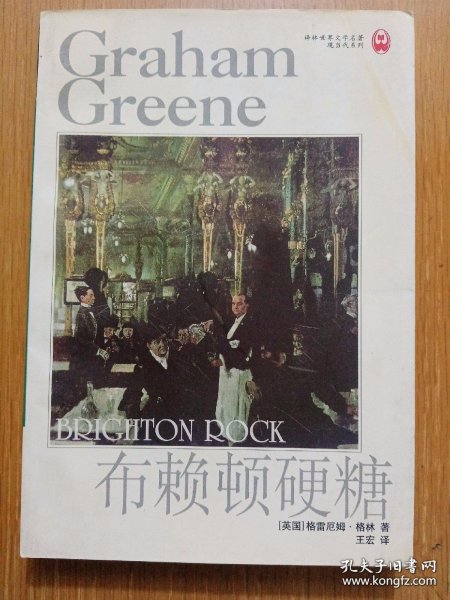 译林世界文学名著
现当代系列
Graham
Greene
BRIGHTON ROCK
布赖顿硬糖
[英国]格雷厄姆·格林 著
王宏 译
孔夫子旧书网
www.kongfz.com